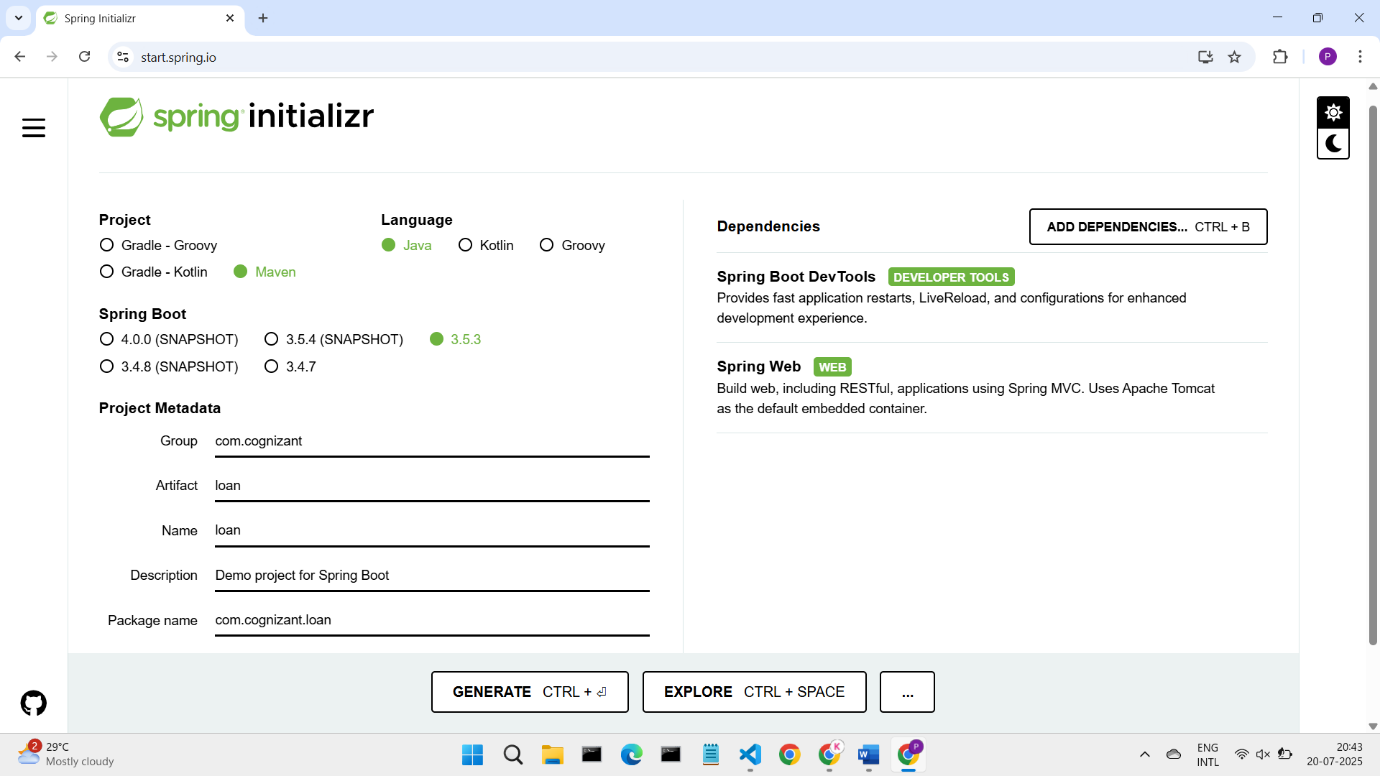 Spring Initializr
start.spring.io
P
spring initializr
Project
Gradle - Groovy
Gradle - Kotlin
Maven
Language
Java
Kotlin
Groovy
Spring Boot
4.0.0 (SNAPSHOT)
3.5.4 (SNAPSHOT)
3.5.3
3.4.8 (SNAPSHOT)
3.4.7
Project Metadata
Group com.cognizant
Artifact loan
Name loan
Description Demo project for Spring Boot
Package name com.cognizant.loan
Dependencies
ADD DEPENDENCIES... CTRL + B
Spring Boot DevTools DEVELOPER TOOLS
Provides fast application restarts, LiveReload, and configurations for enhanced
development experience.
Spring Web WEB
Build web, including RESTful, applications using Spring MVC. Uses Apache Tomcat
as the default embedded container.
GENERATE CTRL + ⏎
EXPLORE CTRL + SPACE
...
2
29°C
Mostly cloudy
K
P
ENG
INTL
20:43
20-07-2025